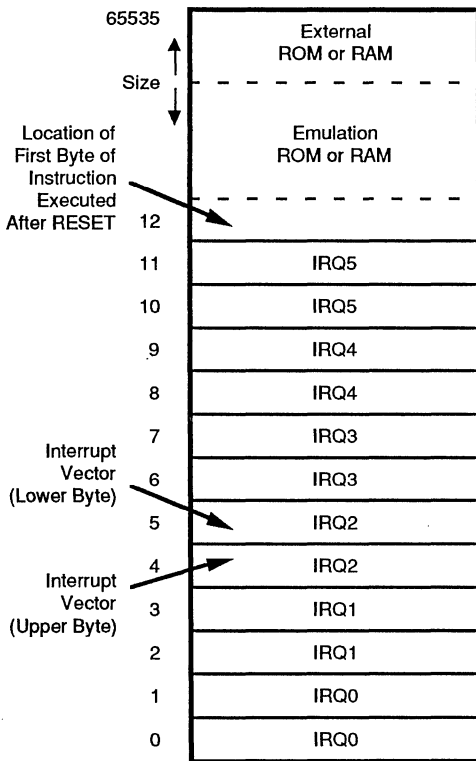 65535
External
ROM or RAM
Size
Location of
First Byte of
Instruction
Executed
After RESET
Emulation
ROM or RAM
12
11 IRQ5
10 IRQ5
9 IRQ4
8 IRQ4
7 IRQ3
Interrupt
Vector
(Lower Byte)
6 IRQ3
5 IRQ2
4 IRQ2
Interrupt
Vector
(Upper Byte)
3 IRQ1
2 IRQ1
1 IRQ0
0 IRQ0